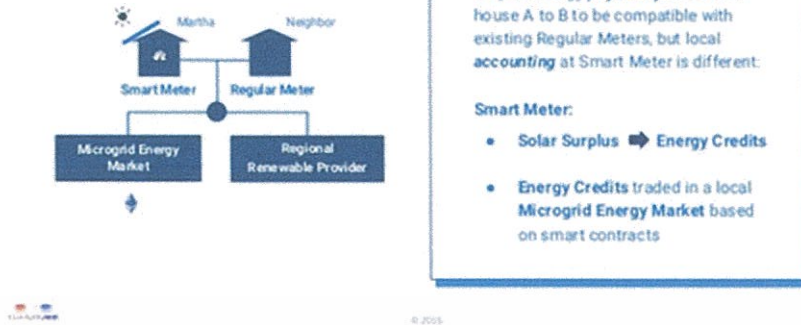 Martha
Neighbor
Smart Meter
Regular Meter
Microgrid Energy
Market
Regional
Renewable Provider
house A to B to be compatible with
existing Regular Meters, but local
accounting at Smart Meter is different:
Smart Meter:
• Solar Surplus ➡ Energy Credits
• Energy Credits traded in a local
Microgrid Energy Market based
on smart contracts